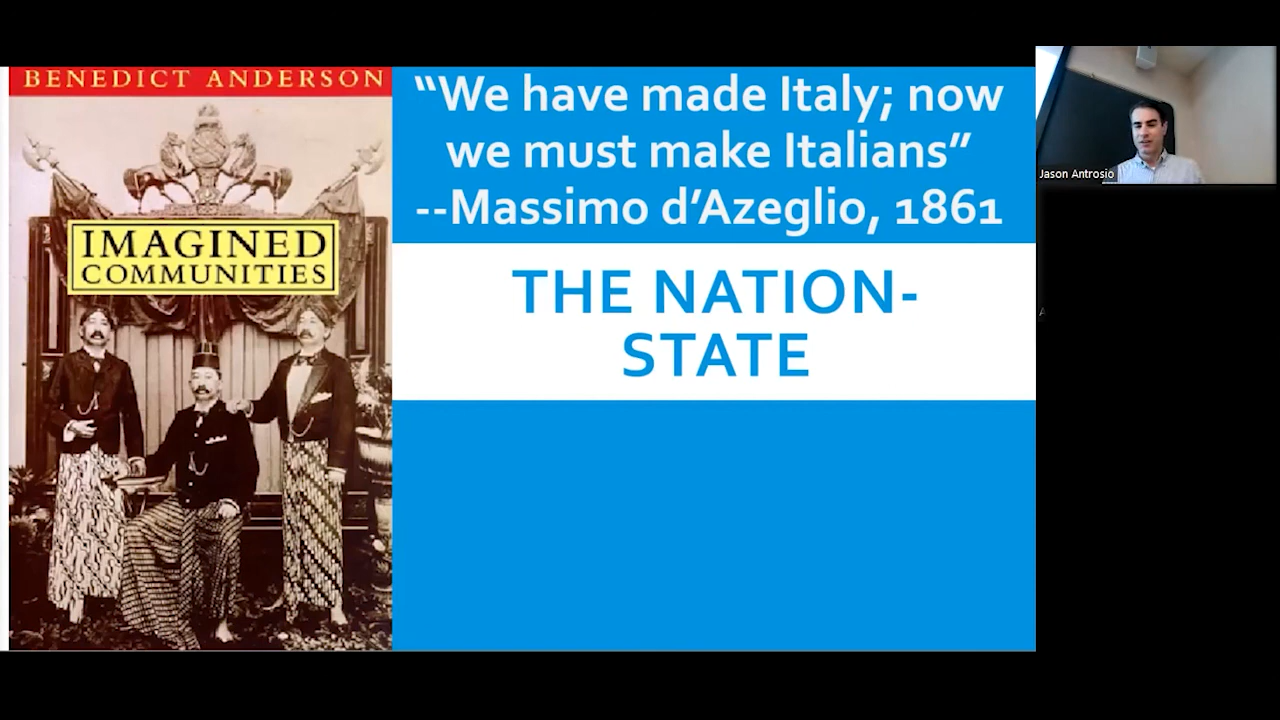 BENEDICT ANDERSON
IMAGINED
COMMUNITIES
“We have made Italy; now
we must make Italians”
--Massimo d’Azeglio, 1861
THE NATION-
STATE
Jason Antrosio